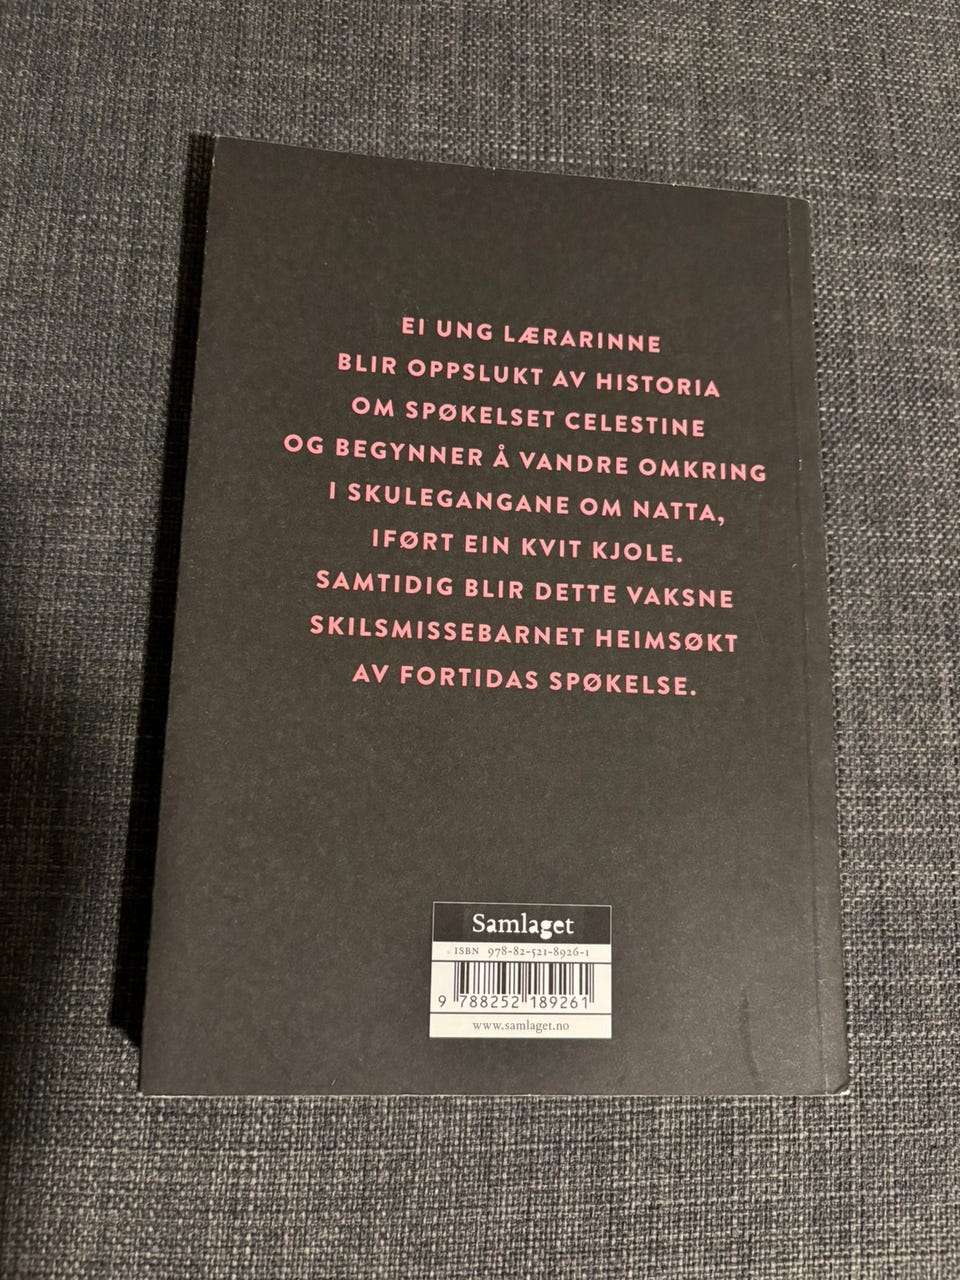 EI UNG LÆRARINNE
BLIR OPPSLUKT AV HISTORIA
OM SPØKELSET CELESTINE
OG BEGYNNER Å VANDRE OMKRING
I SKULEGANGANE OM NATTA,
IFØRT EIN KVIT KJOLE.
SAMTIDIG BLIR DETTE VAKSNE
SKILSMISSEBARNET HEIMSØKT
AV FORTIDAS SPØKELSE.
Samlaget
ISBN 978-82-521-8926-1
9 788252 189261
www.samlaget.no